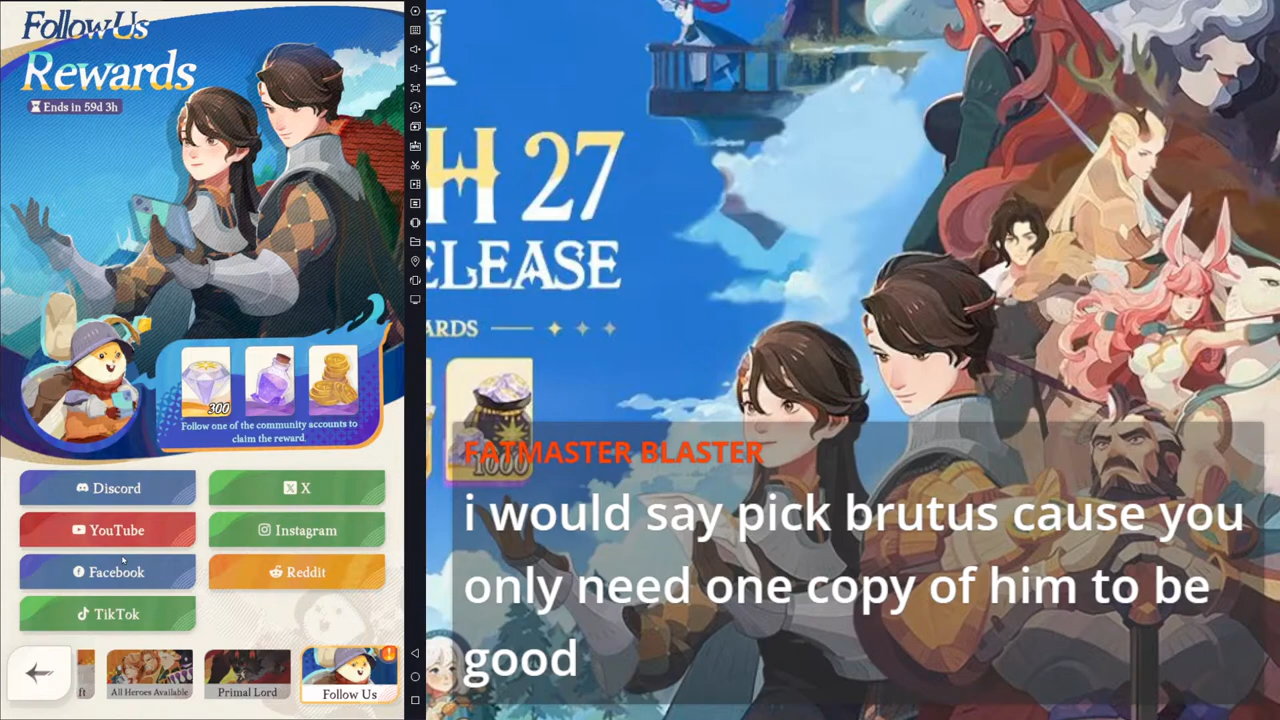 Follow Us
Rewards
Ends in 59d 3h
300
Follow one of the community accounts to
claim the reward.
Discord
X
YouTube
Instagram
Facebook
Reddit
TikTok
ft
All Heroes Available
Primal Lord
Follow Us
H 27
ELEASE
ARDS
1000
FATMASTER BLASTER
i would say pick brutus cause you
only need one copy of him to be
good